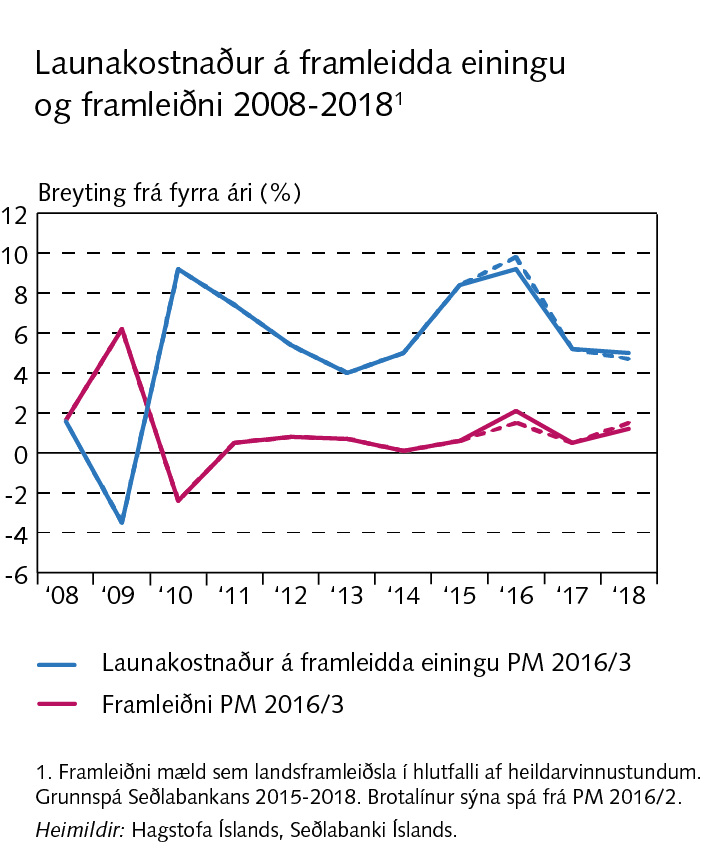 Launakostnaður á framleidda einingu
og framleiðni 2008-2018¹
Breyting frá fyrra ári (%)
12
10
8
6
4
2
0
-2
-4
-6
‘08 ‘09 ‘10 ‘11 ‘12 ‘13 ‘14 ‘15 ‘16 ‘17 ‘18
Launakostnaður á framleidda einingu PM 2016/3
Framleiðni PM 2016/3
1. Framleiðni mæld sem landsframleiðsla í hlutfalli af heildarvinnustundum.
Grunnspá Seðlabankans 2015-2018. Brotalínur sýna spá frá PM 2016/2.
Heimildir: Hagstofa Íslands, Seðlabanki Íslands.